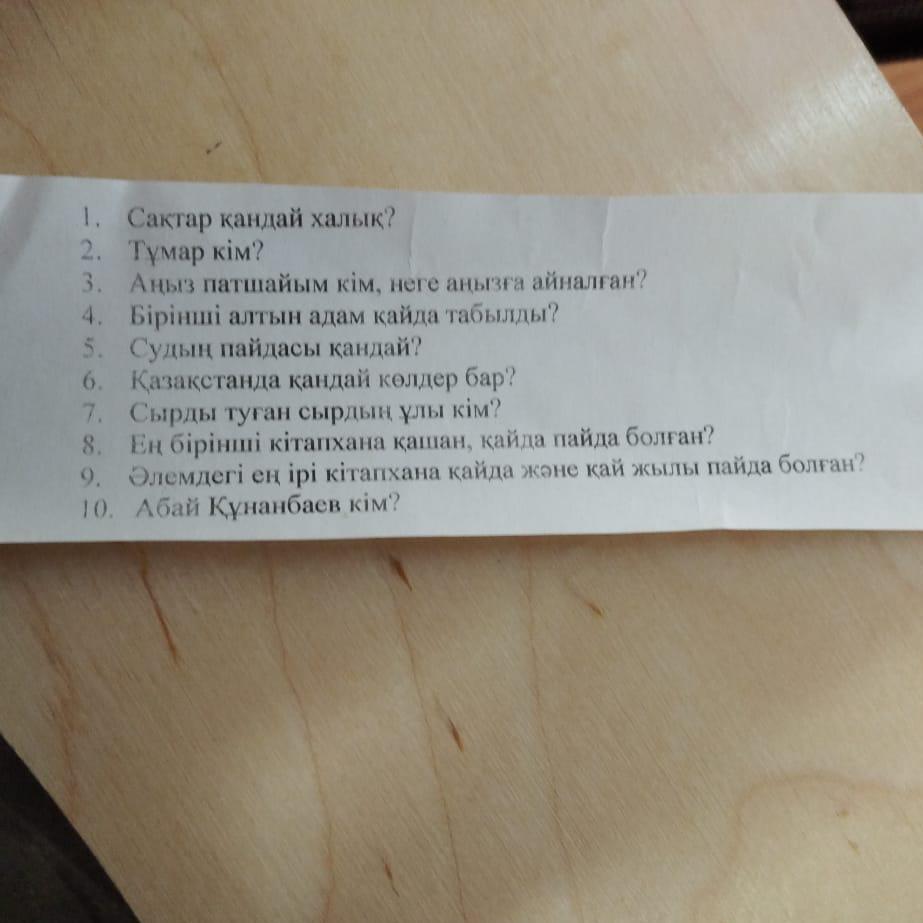 1. Сақтар қандай халық?
2. Тұмар кім?
3. Аңыз патшайым кім, неге аңызға айналған?
4. Бірінші алтын адам қайда табылды?
5. Судың пайдасы қандай?
6. Қазақстанда қандай көлдер бар?
7. Сырды туған сырдың ұлы кім?
8. Ең бірінші кітапхана қашан, қайда пайда болған?
9. Әлемдегі ең ірі кітапхана қайда және қай жылы пайда болған?
10. Абай Құнанбаев кім?